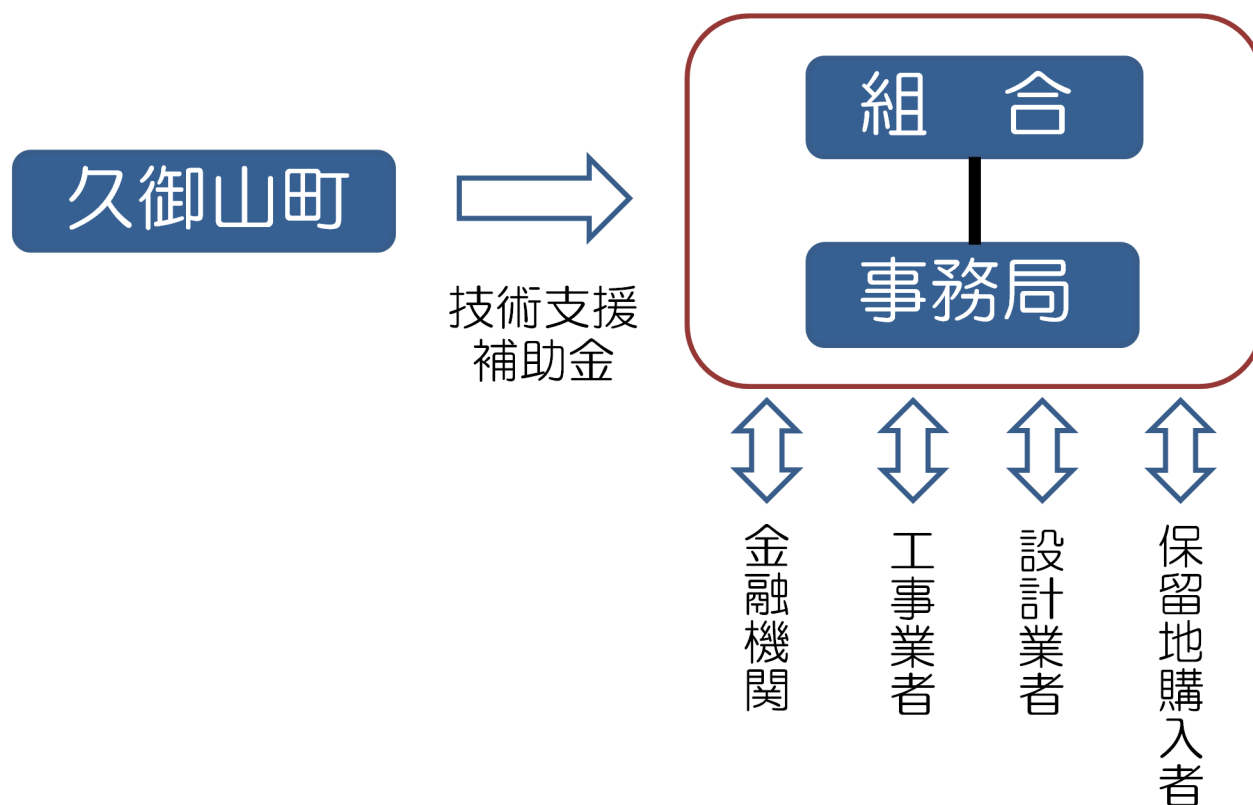 組　合
久御山町
事務局
技術支援
補助金
金融機関
工事業者
設計業者
保留地購入者